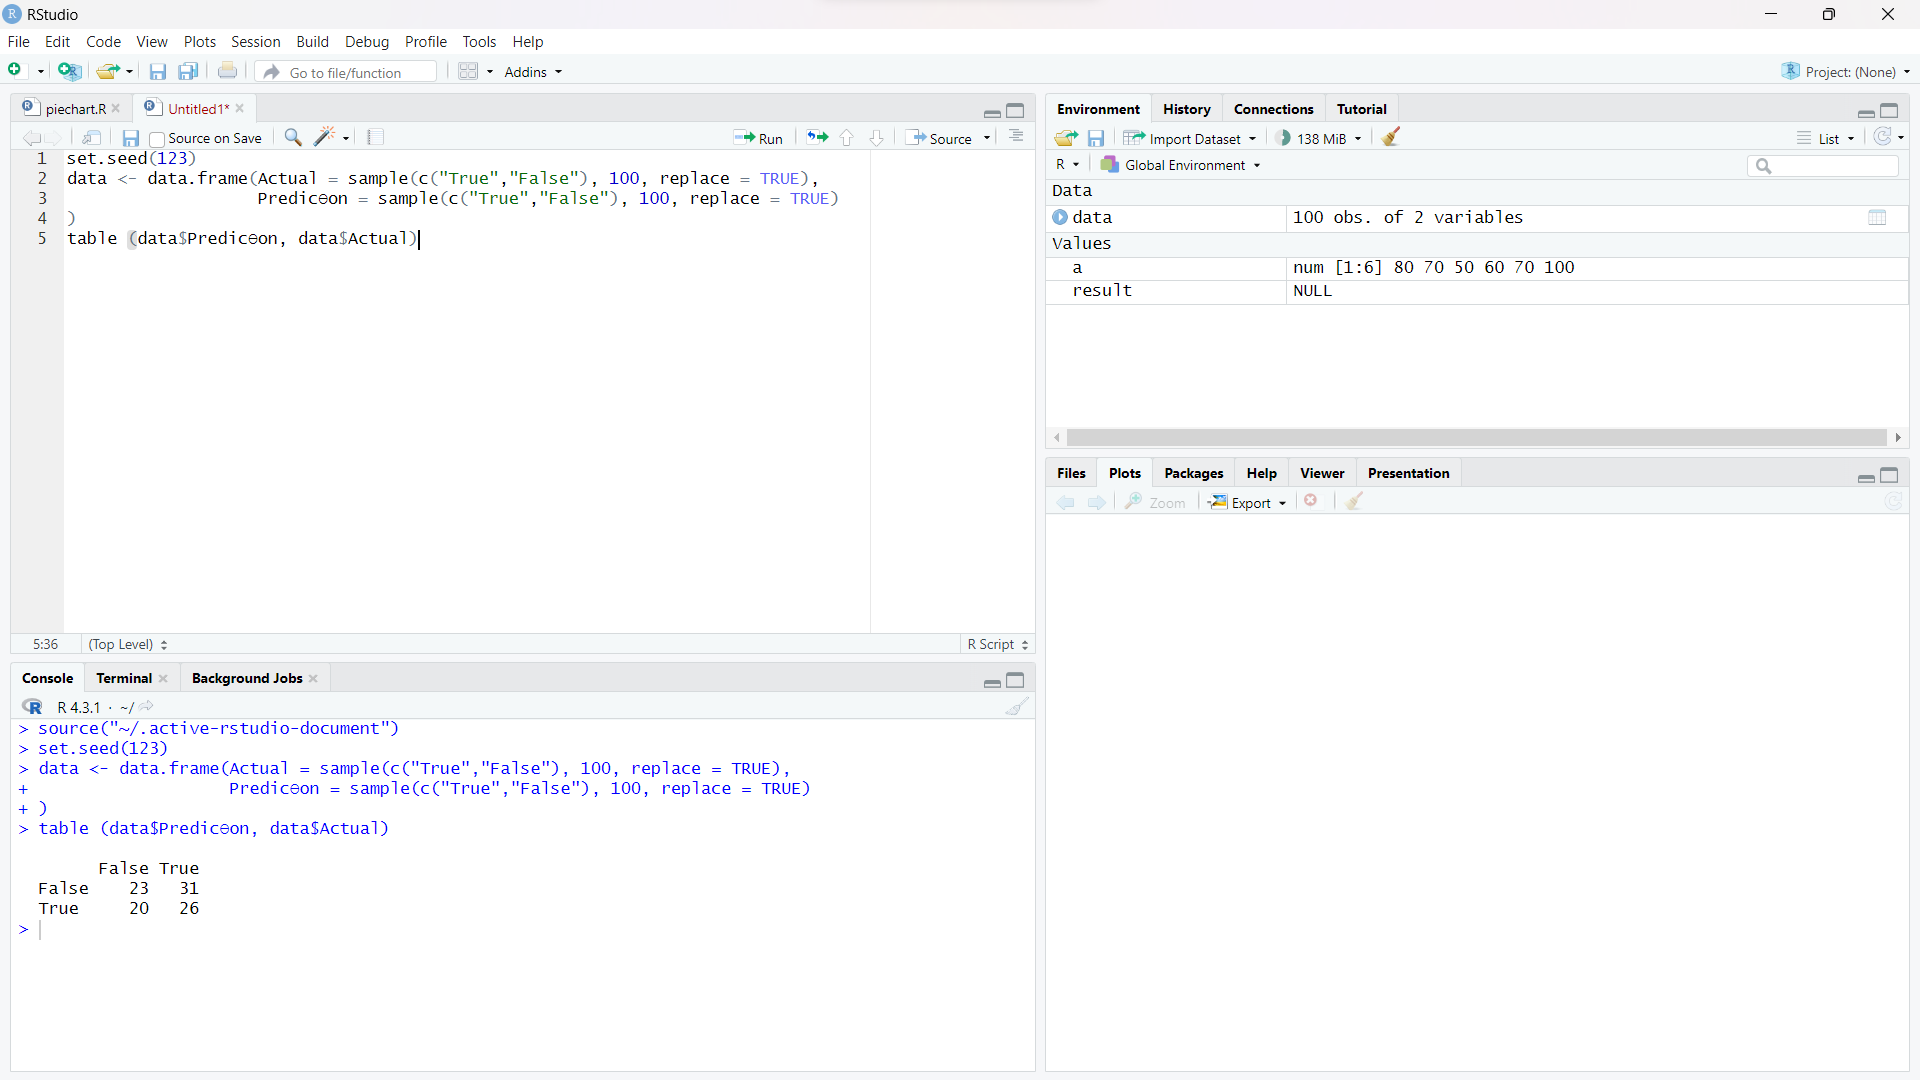 RStudio
File Edit Code View Plots Session Build Debug Profile Tools Help
Go to file/function Addins Project: (None)
piechart.R Untitled1*
Source on Save Run Source
1 set.seed(123)
2 data <- data.frame(Actual = sample(c("True","False"), 100, replace = TRUE),
3 Predicɵon = sample(c("True","False"), 100, replace = TRUE)
4 )
5 table (data$Predicɵon, data$Actual)
5:36 (Top Level) R Script
Console Terminal Background Jobs
R 4.3.1 · ~/
> source("~/.active-rstudio-document")
> set.seed(123)
> data <- data.frame(Actual = sample(c("True","False"), 100, replace = TRUE),
+ Predicɵon = sample(c("True","False"), 100, replace = TRUE)
+ )
> table (data$Predicɵon, data$Actual)
False True
False 23 31
True 20 26
>
Environment History Connections Tutorial
Import Dataset 138 MiB List
R Global Environment
Data
data 100 obs. of 2 variables
Values
a num [1:6] 80 70 50 60 70 100
result NULL
Files Plots Packages Help Viewer Presentation
Zoom Export